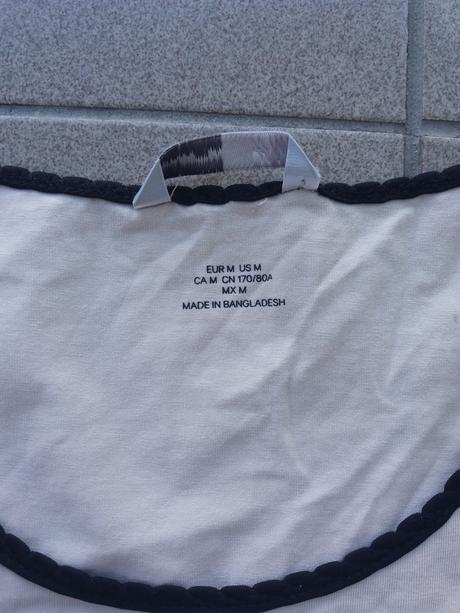 EUR M US M
CA M CN 170/80A
MX M
MADE IN BANGLADESH